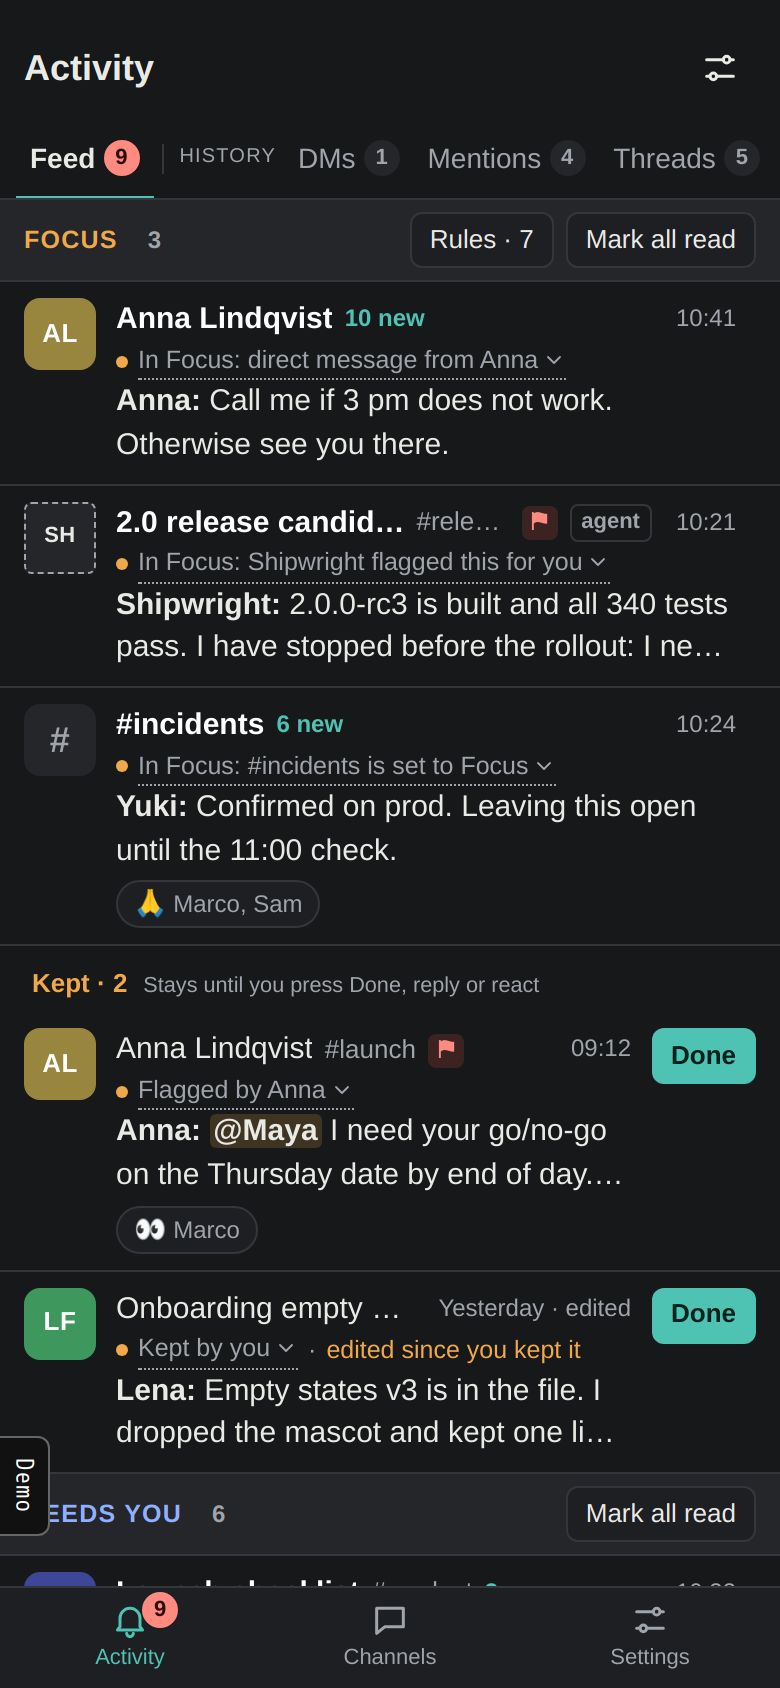 Activity
Feed 9 HISTORY DMs 1 Mentions 4 Threads 5
FOCUS 3 Rules · 7 Mark all read
AL Anna Lindqvist 10 new 10:41
In Focus: direct message from Anna
Anna: Call me if 3 pm does not work.
Otherwise see you there.
SH 2.0 release candid… #rele… agent 10:21
In Focus: Shipwright flagged this for you
Shipwright: 2.0.0-rc3 is built and all 340 tests
pass. I have stopped before the rollout: I ne…
# #incidents 6 new 10:24
In Focus: #incidents is set to Focus
Yuki: Confirmed on prod. Leaving this open
until the 11:00 check.
🙏 Marco, Sam
Kept · 2 Stays until you press Done, reply or react
AL Anna Lindqvist #launch 09:12 Done
Flagged by Anna
Anna: @Maya I need your go/no-go
on the Thursday date by end of day.…
👀 Marco
LF Onboarding empty … Yesterday · edited Done
Kept by you · edited since you kept it
Lena: Empty states v3 is in the file. I
dropped the mascot and kept one li…
Demo
EEDS YOU 6 Mark all read
9
Activity Channels Settings